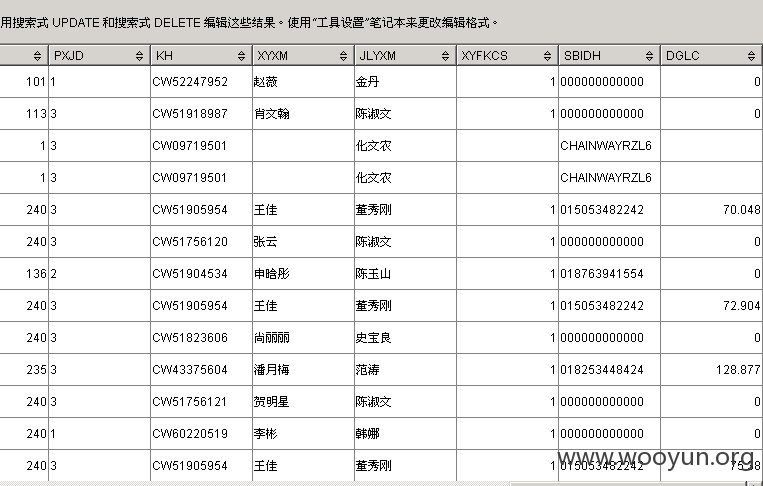 用搜索式 UPDATE 和搜索式 DELETE 编辑这些结果。使用“工具设置”笔记本来更改编辑格式。
PXJD KH XYXM JLYXM XYFKCS SBIDH DGLC
101 1 CW52247952 赵薇 金丹 1 000000000000 0
113 3 CW51918987 肖文翰 陈淑文 1 000000000000 0
1 3 CW09719501 化文农 CHAINWAYRZL6
1 3 CW09719501 化文农 CHAINWAYRZL6
240 3 CW51905954 王佳 董秀刚 1 015053482242 70.048
240 3 CW51756120 张云 陈淑文 1 000000000000 0
136 2 CW51904534 申晗彤 陈玉山 1 018763941554 0
240 3 CW51905954 王佳 董秀刚 1 015053482242 72.904
240 3 CW51823606 尚丽丽 史宝良 1 000000000000 0
235 3 CW43375604 潘月梅 范涛 1 018253448424 128.877
240 3 CW51756121 贺明星 陈淑文 1 000000000000 0
240 1 CW60220519 李彬 韩娜 1 000000000000 0
240 3 CW51905954 王佳 董秀刚 1 015053482242
www.wooyun.org